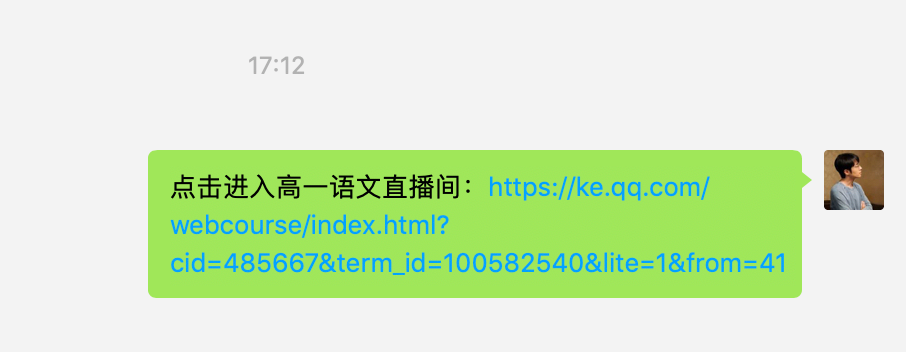 17:12
点击进入高一语文直播间：https://ke.qq.com/
webcourse/index.html?
cid=485667&term_id=100582540&lite=1&from=41